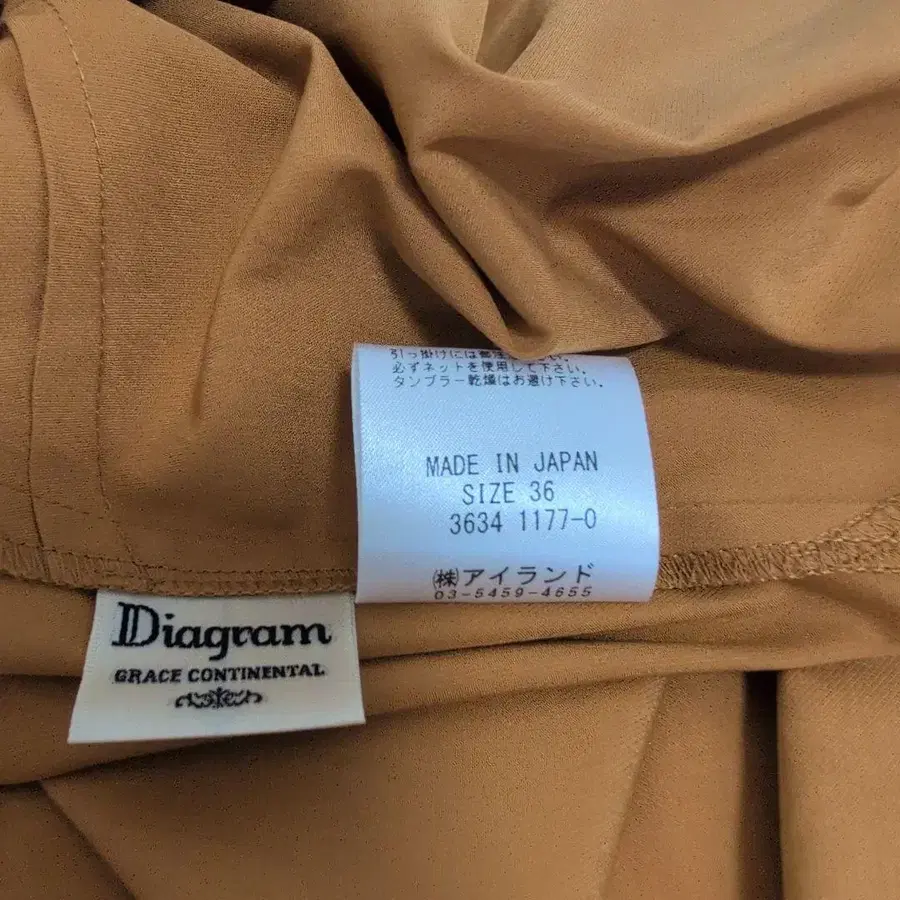 引っ掛けには御注意下さい。
必ずネットを使用して下さい。
タンブラー乾燥はお避け下さい。
MADE IN JAPAN
SIZE 36
3634 1177-0
(株)アイランド
03-5459-4655
Diagram
GRACE CONTINENTAL